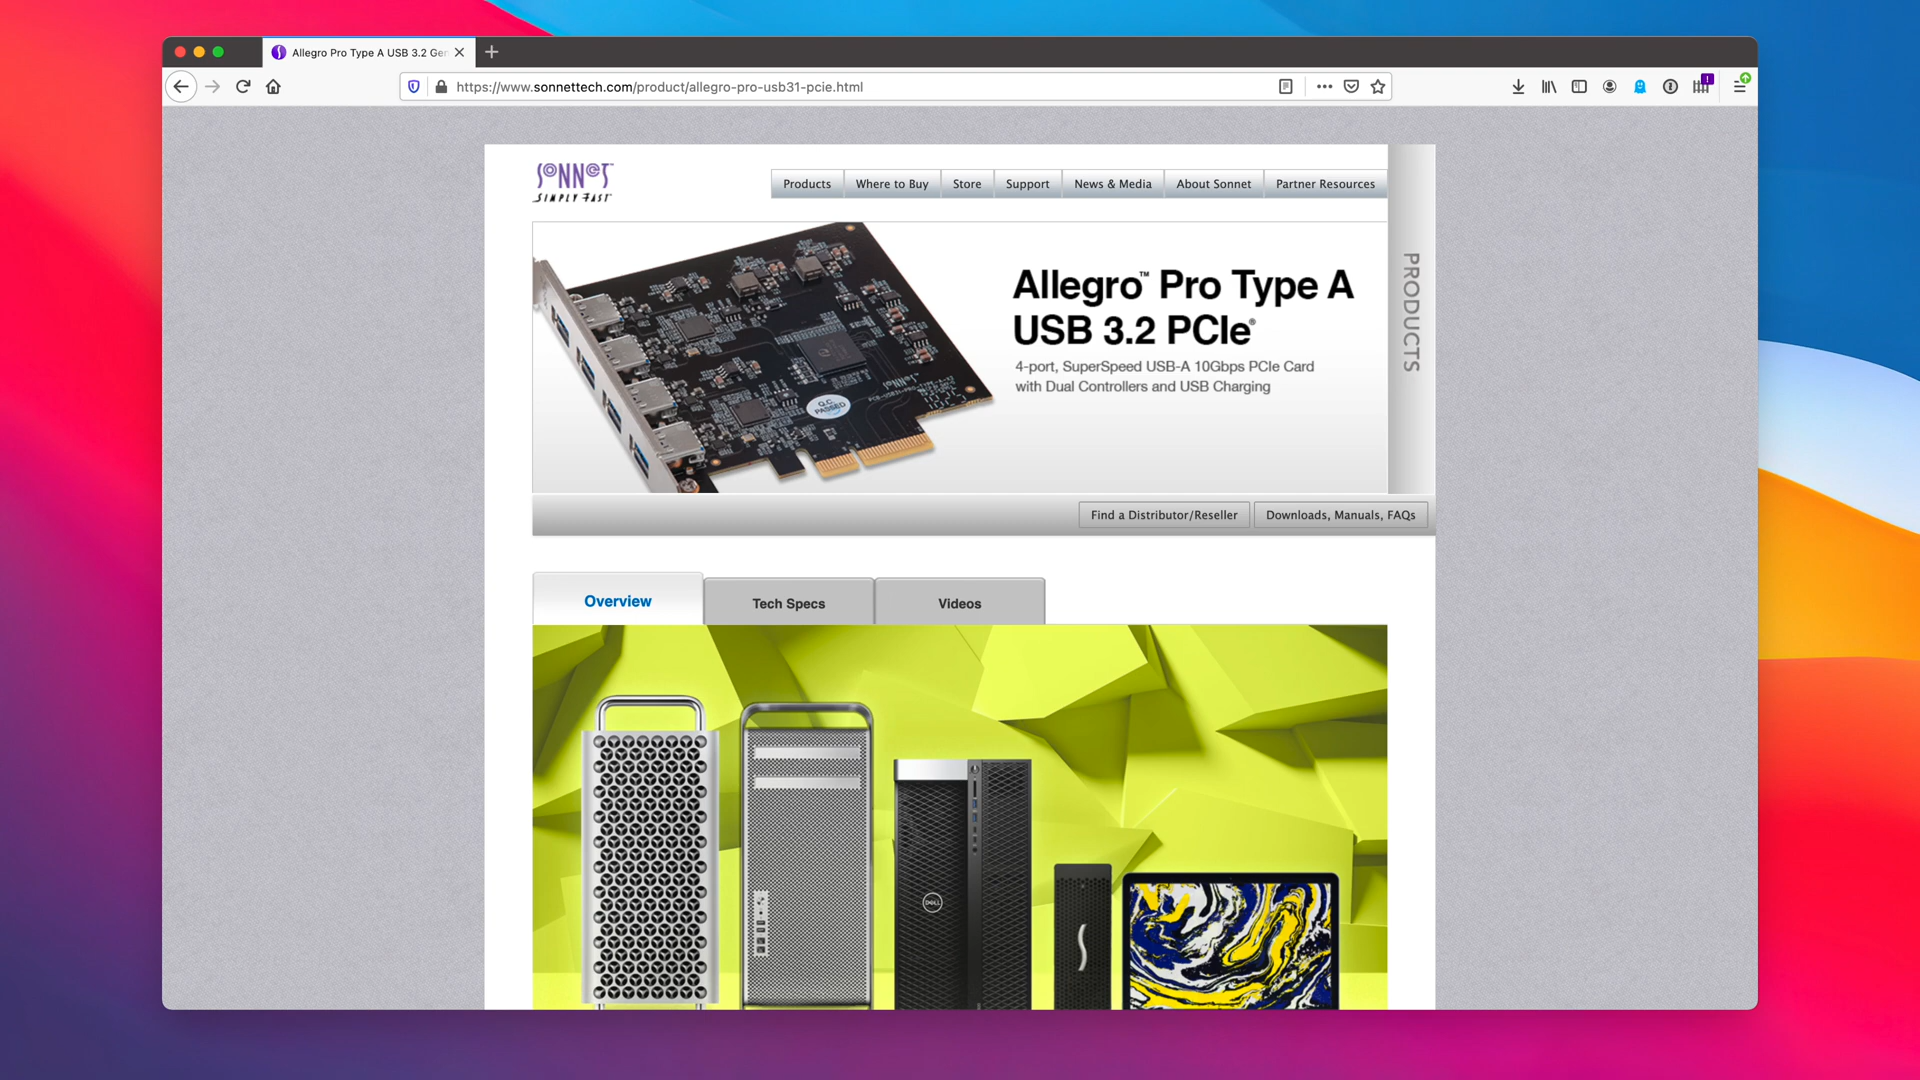 Allegro Pro Type A USB 3.2 Gen
https://www.sonnettech.com/product/allegro-pro-usb31-pcie.html
SONNET™
SIMPLY FAST
Products
Where to Buy
Store
Support
News & Media
About Sonnet
Partner Resources
PRODUCTS
Allegro™ Pro Type A
USB 3.2 PCIe®
4-port, SuperSpeed USB-A 10Gbps PCIe Card
with Dual Controllers and USB Charging
Q.C.
PASSED
Sonnet
Find a Distributor/Reseller
Downloads, Manuals, FAQs
Overview
Tech Specs
Videos
DELL